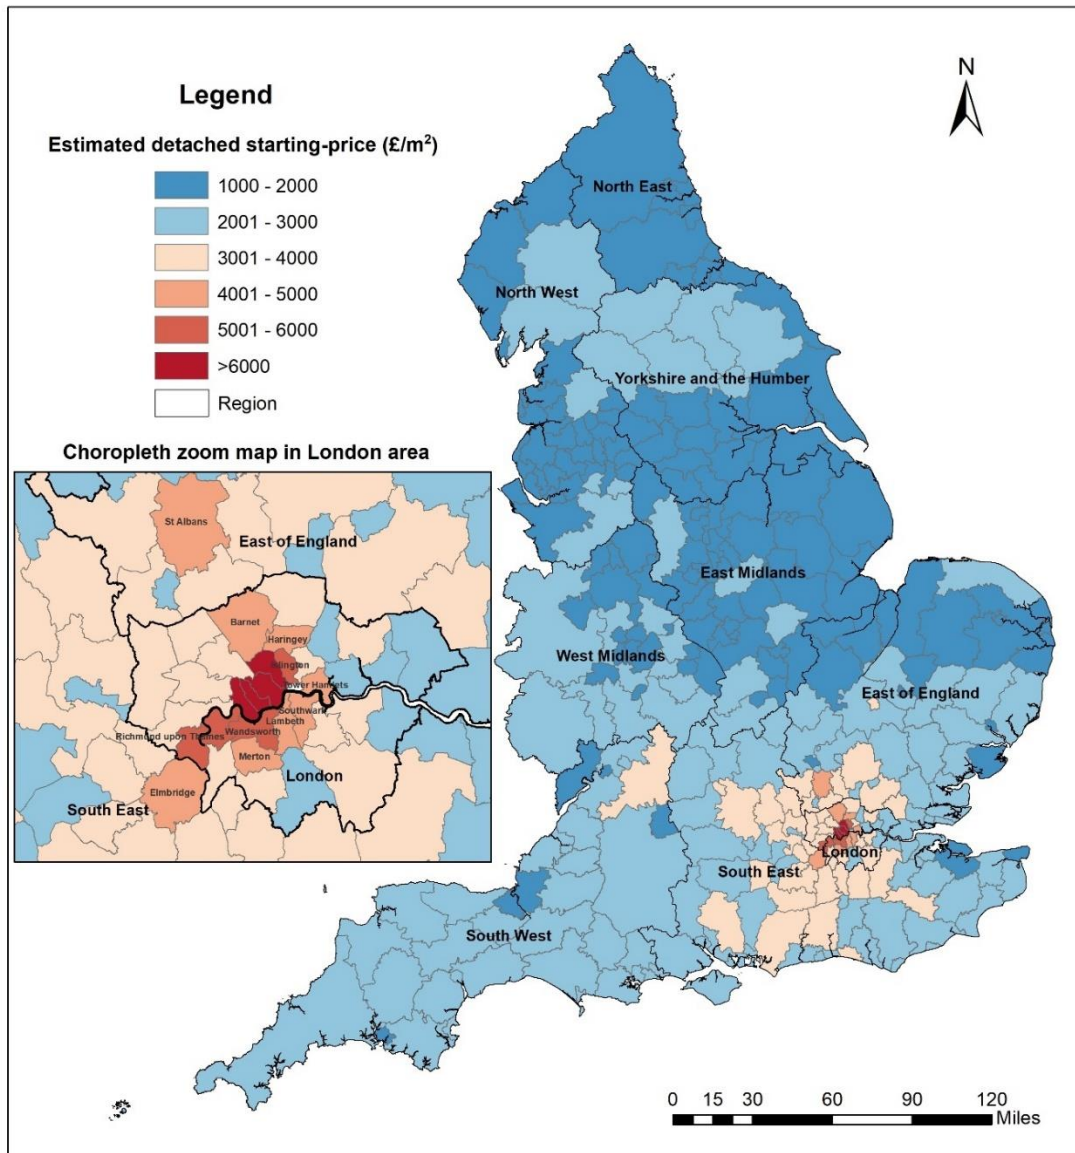 Legend
Estimated detached starting-price (£/m²)
1000 - 2000
2001 - 3000
3001 - 4000
4001 - 5000
5001 - 6000
>6000
Region
N
North East
North West
Yorkshire and the Humber
East Midlands
West Midlands
East of England
London
South East
South West
Choropleth zoom map in London area
St Albans
East of England
Barnet
Haringey
Islington
Tower Hamlets
Southwark
Lambeth
Richmond upon Thames
Wandsworth
Merton
London
Elmbridge
South East
0 15 30 60 90 120
Miles